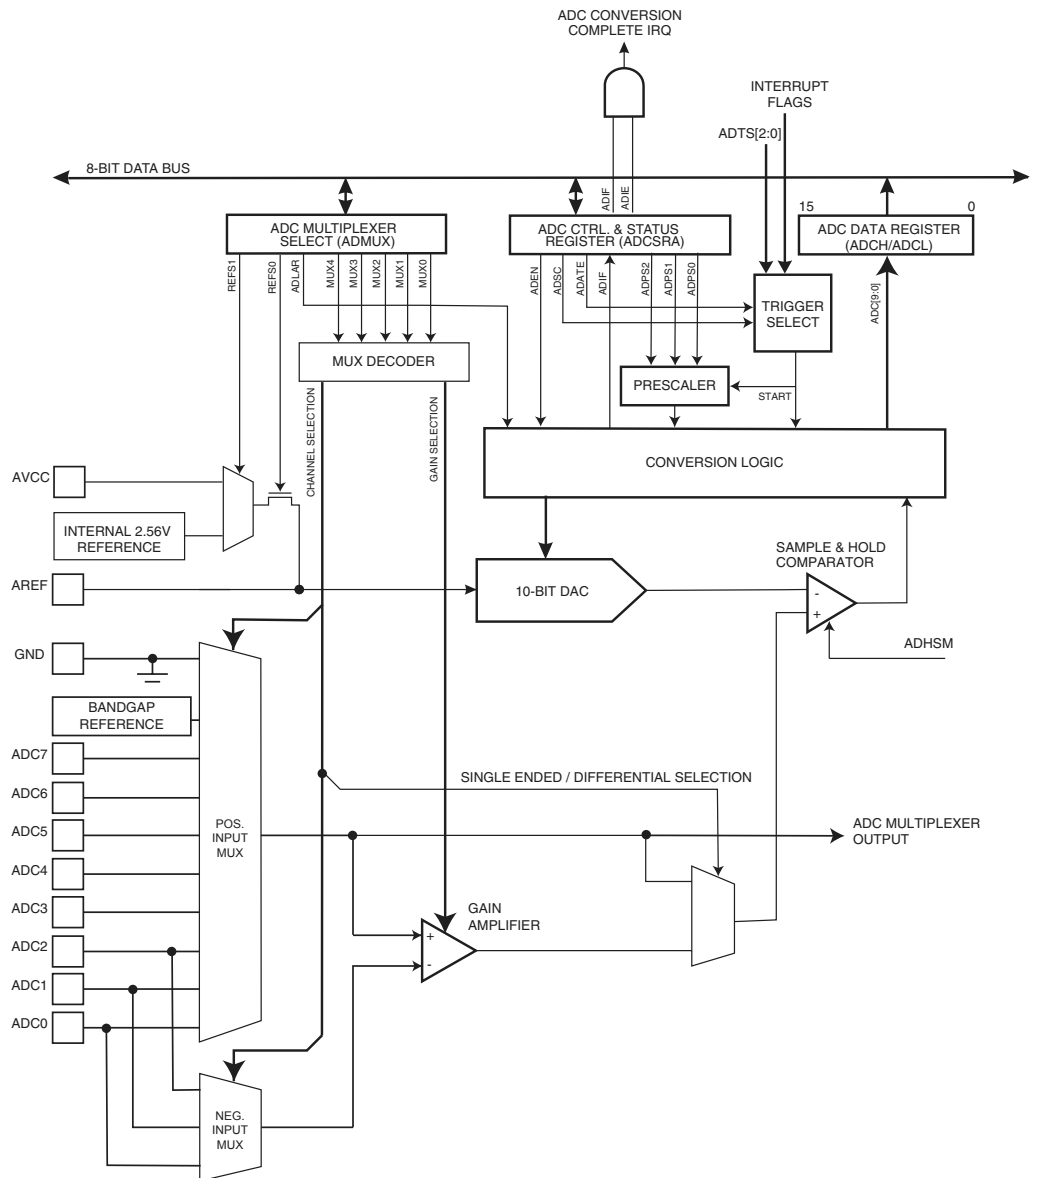 ADC CONVERSION
COMPLETE IRQ
INTERRUPT
FLAGS
ADTS[2:0]
8-BIT DATA BUS
ADIF
ADIE
15
0
ADC MULTIPLEXER
SELECT (ADMUX)
ADC CTRL. & STATUS
REGISTER (ADCSRA)
ADC DATA REGISTER
(ADCH/ADCL)
REFS1
REFS0
ADLAR
MUX4
MUX3
MUX2
MUX1
MUX0
ADEN
ADSC
ADATE
ADIF
ADPS2
ADPS1
ADPS0
ADC[9:0]
TRIGGER
SELECT
MUX DECODER
PRESCALER
START
CHANNEL SELECTION
GAIN SELECTION
CONVERSION LOGIC
AVCC
INTERNAL 2.56V
REFERENCE
SAMPLE & HOLD
COMPARATOR
AREF
10-BIT DAC
-
+
ADHSM
GND
BANDGAP
REFERENCE
ADC7
ADC6
ADC5
ADC4
ADC3
ADC2
ADC1
ADC0
SINGLE ENDED / DIFFERENTIAL SELECTION
POS.
INPUT
MUX
ADC MULTIPLEXER
OUTPUT
GAIN
AMPLIFIER
+
-
NEG.
INPUT
MUX